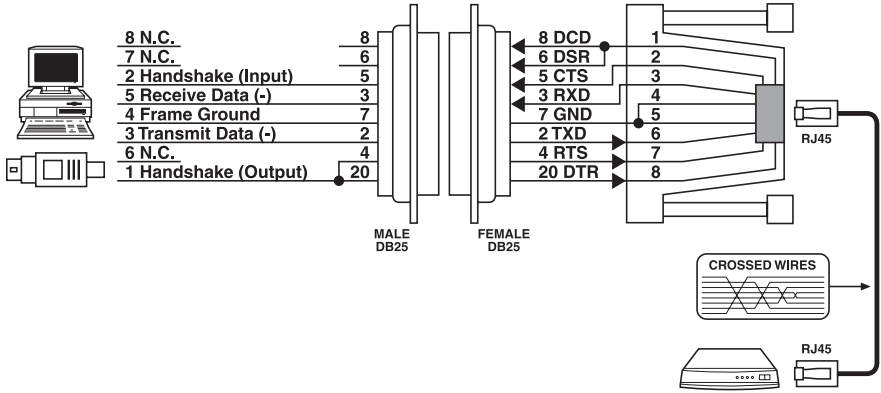 8 N.C. 8 8 DCD 1
7 N.C. 6 6 DSR 2
2 Handshake (Input) 5 5 CTS 3
5 Receive Data (-) 3 3 RXD 4
4 Frame Ground 7 7 GND 5
3 Transmit Data (-) 2 2 TXD 6
6 N.C. 4 4 RTS 7
1 Handshake (Output) 20 20 DTR 8
RJ45
MALE
DB25
FEMALE
DB25
CROSSED WIRES
RJ45